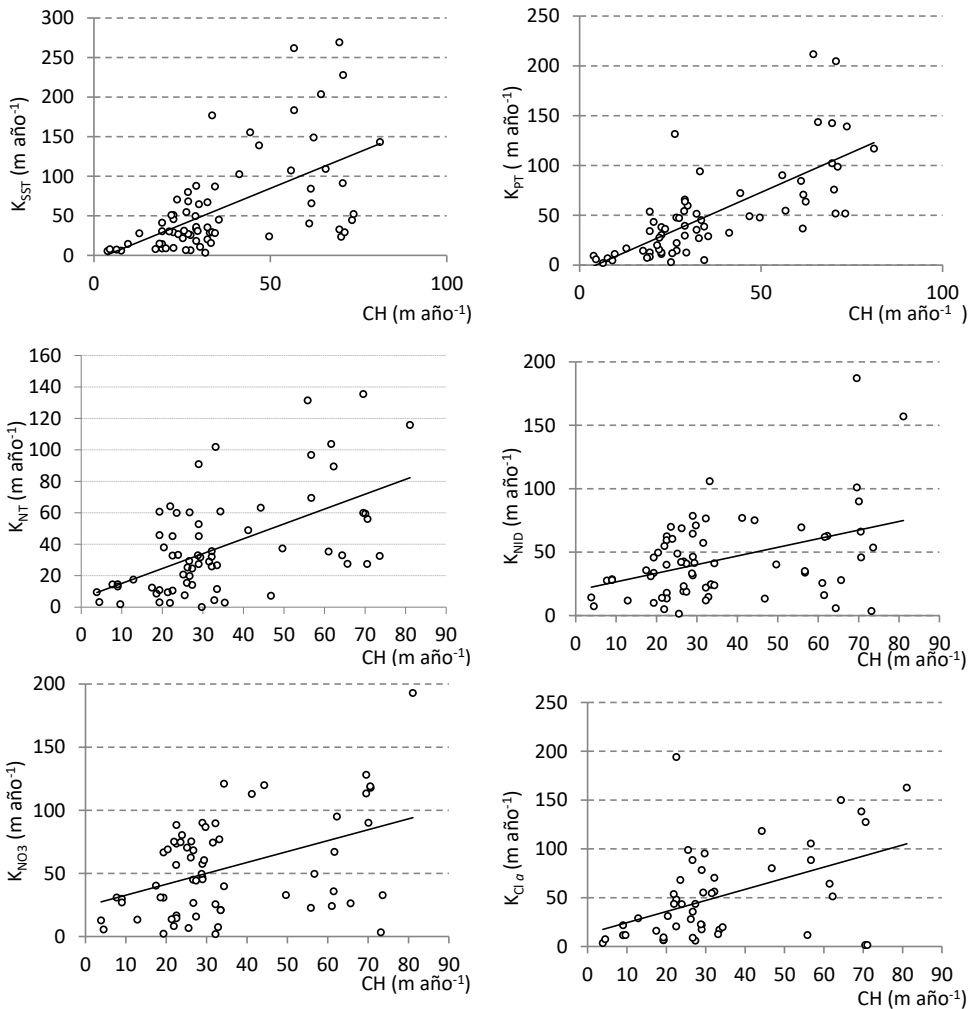 300
250
200
150
100
50
0
K_SST (m año⁻¹)
0 50 100
CH (m año⁻¹)
250
200
150
100
50
0
K_PT ( m año⁻¹)
0 50 100
CH (m año⁻¹ )
160
140
120
100
80
60
40
20
0
K_NT (m año⁻¹)
0 10 20 30 40 50 60 70 80 90
CH (m año⁻¹)
200
150
100
50
0
K_NID (m año⁻¹)
0 10 20 30 40 50 60 70 80 90
CH (m año⁻¹)
200
150
100
50
0
K_NO3 (m año⁻¹)
0 10 20 30 40 50 60 70 80 90
CH (m año⁻¹)
250
200
150
100
50
0
K_Cl a (m año⁻¹)
0 10 20 30 40 50 60 70 80 90
CH (m año⁻¹)